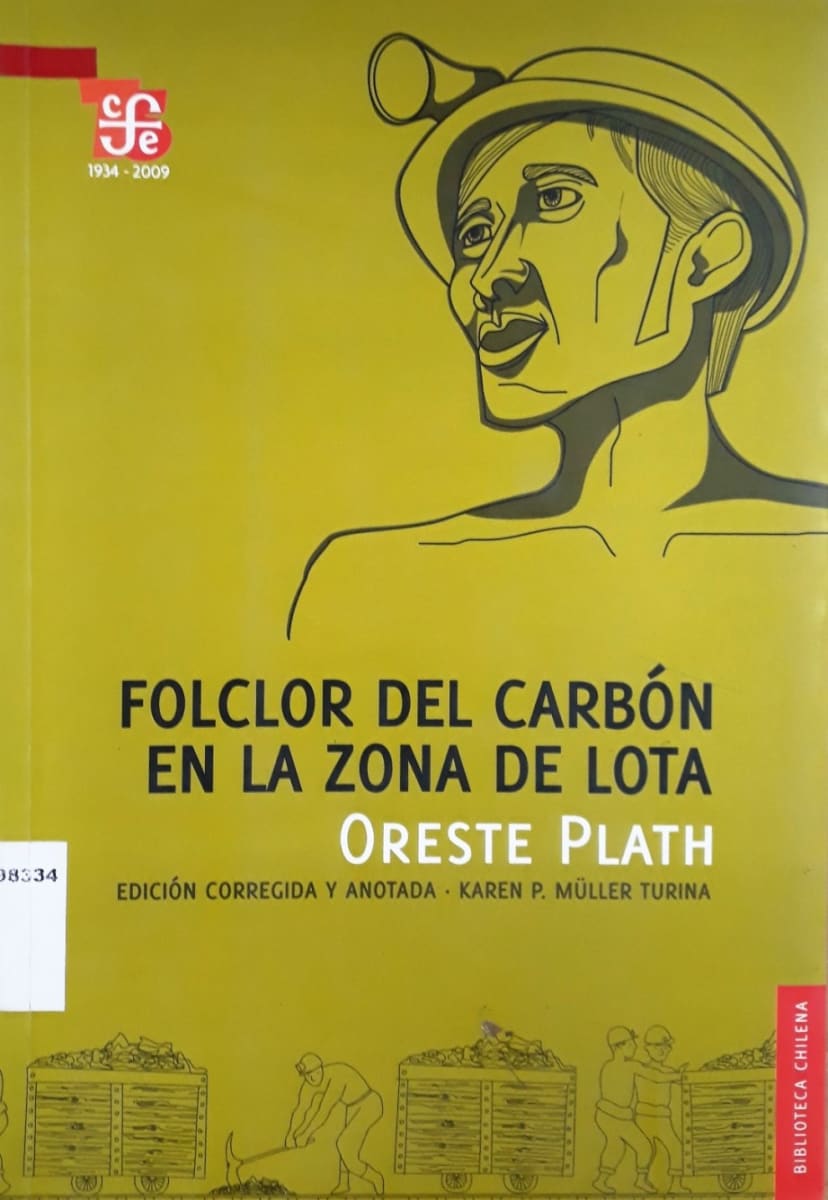 cfe
1934 - 2009
FOLCLOR DEL CARBÓN
EN LA ZONA DE LOTA
ORESTE PLATH
EDICIÓN CORREGIDA Y ANOTADA · KAREN P. MÜLLER TURINA
98334
BIBLIOTECA CHILENA